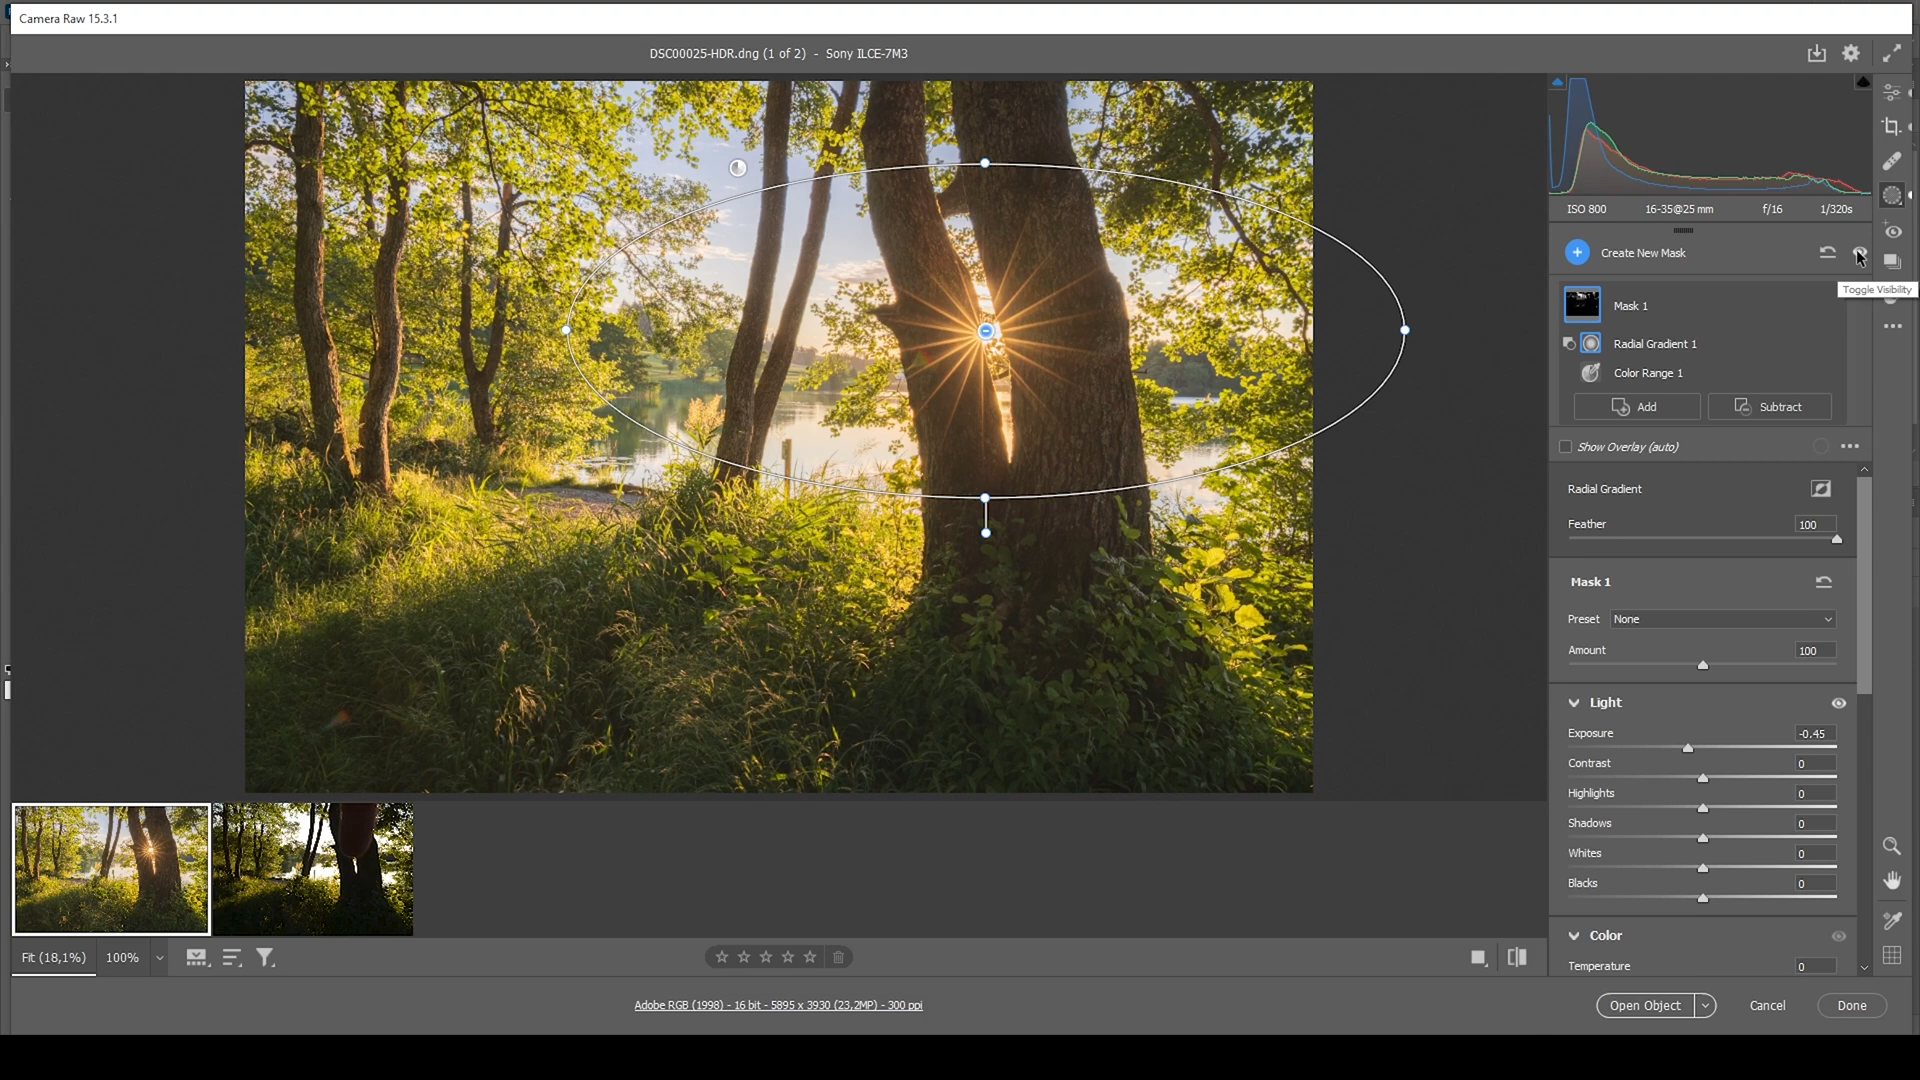 Camera Raw 15.3.1
DSC00025-HDR.dng (1 of 2) - Sony ILCE-7M3
ISO 800 16-35@25 mm f/16 1/320s
Create New Mask
Toggle Visibility
Mask 1
Radial Gradient 1
Color Range 1
Add Subtract
Show Overlay (auto)
Radial Gradient
Feather 100
Mask 1
Preset None
Amount 100
Light
Exposure -0.45
Contrast 0
Highlights 0
Shadows 0
Whites 0
Blacks 0
Color
Temperature 0
Fit (18,1%) 100%
Adobe RGB (1998) - 16 bit - 5895 x 3930 (23,2MP) - 300 ppi
Open Object Cancel Done